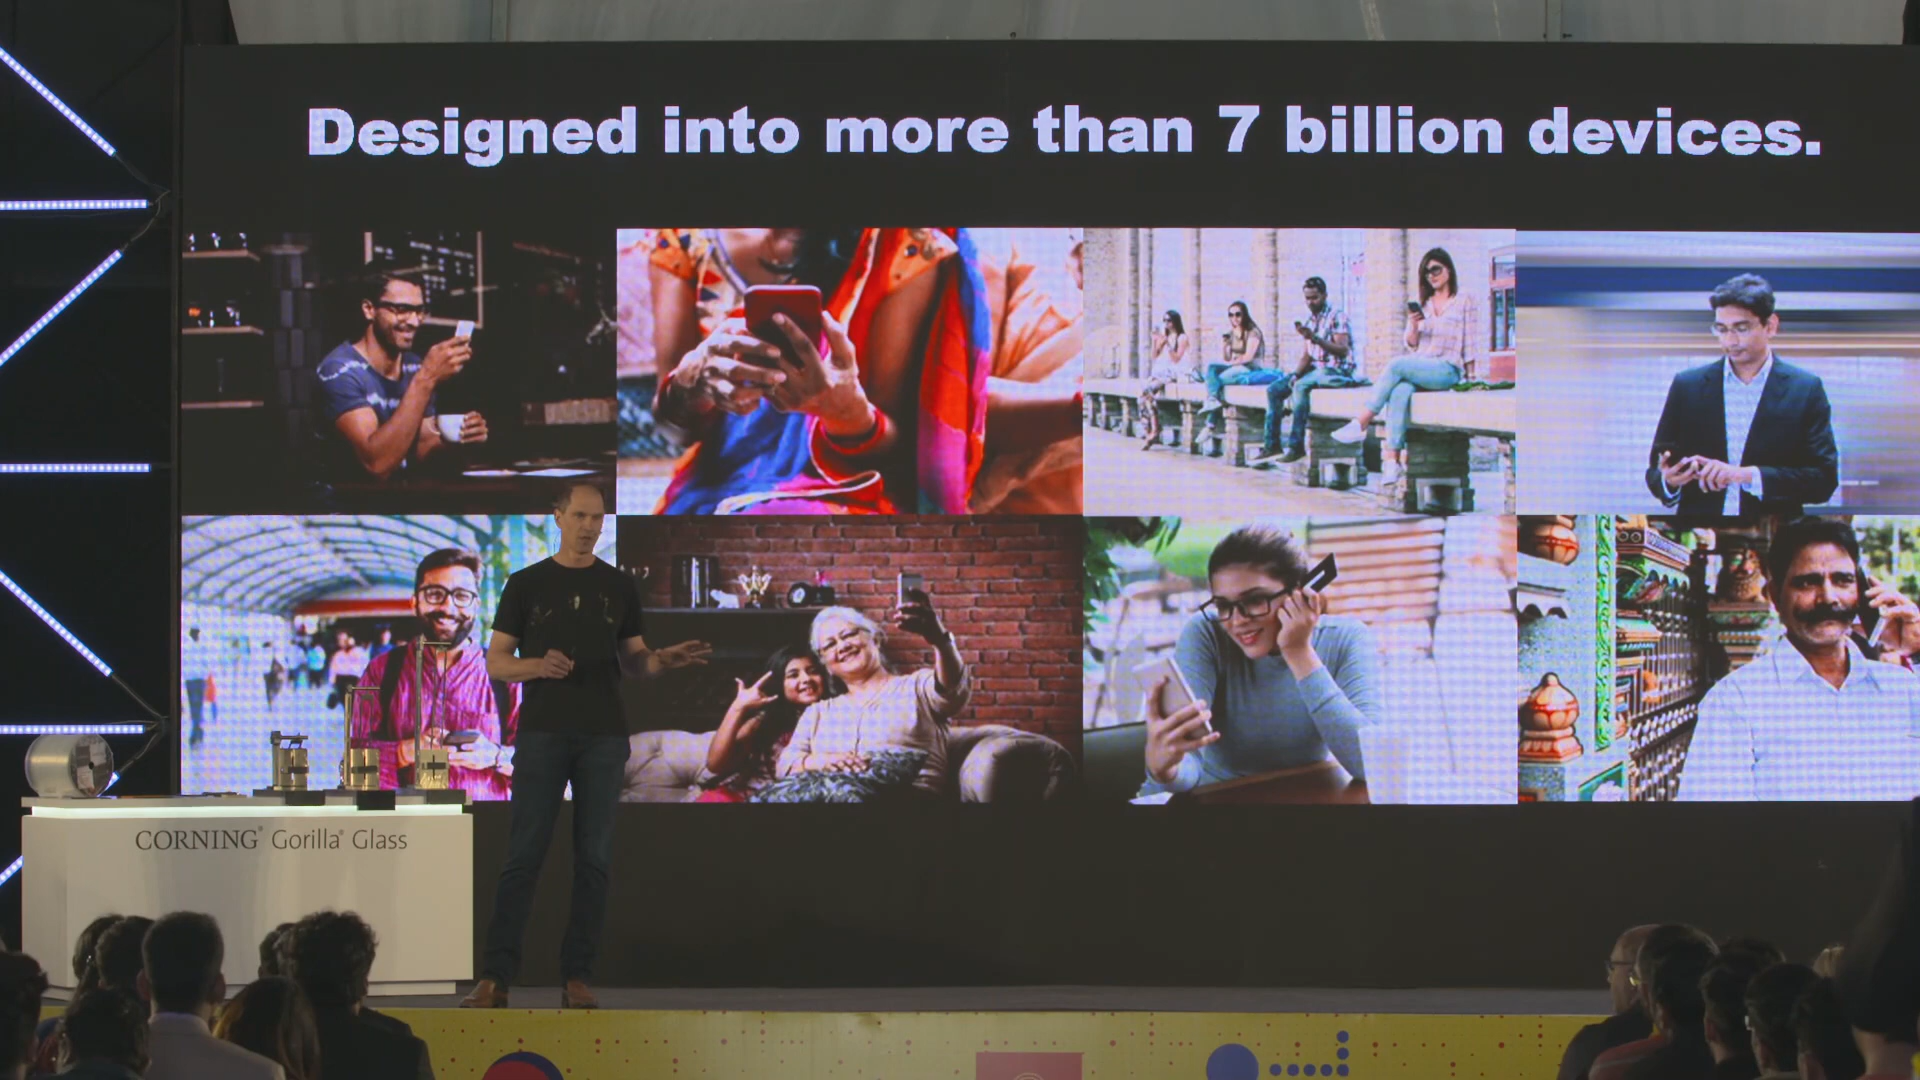 Designed into more than 7 billion devices.
CORNING® Gorilla® Glass